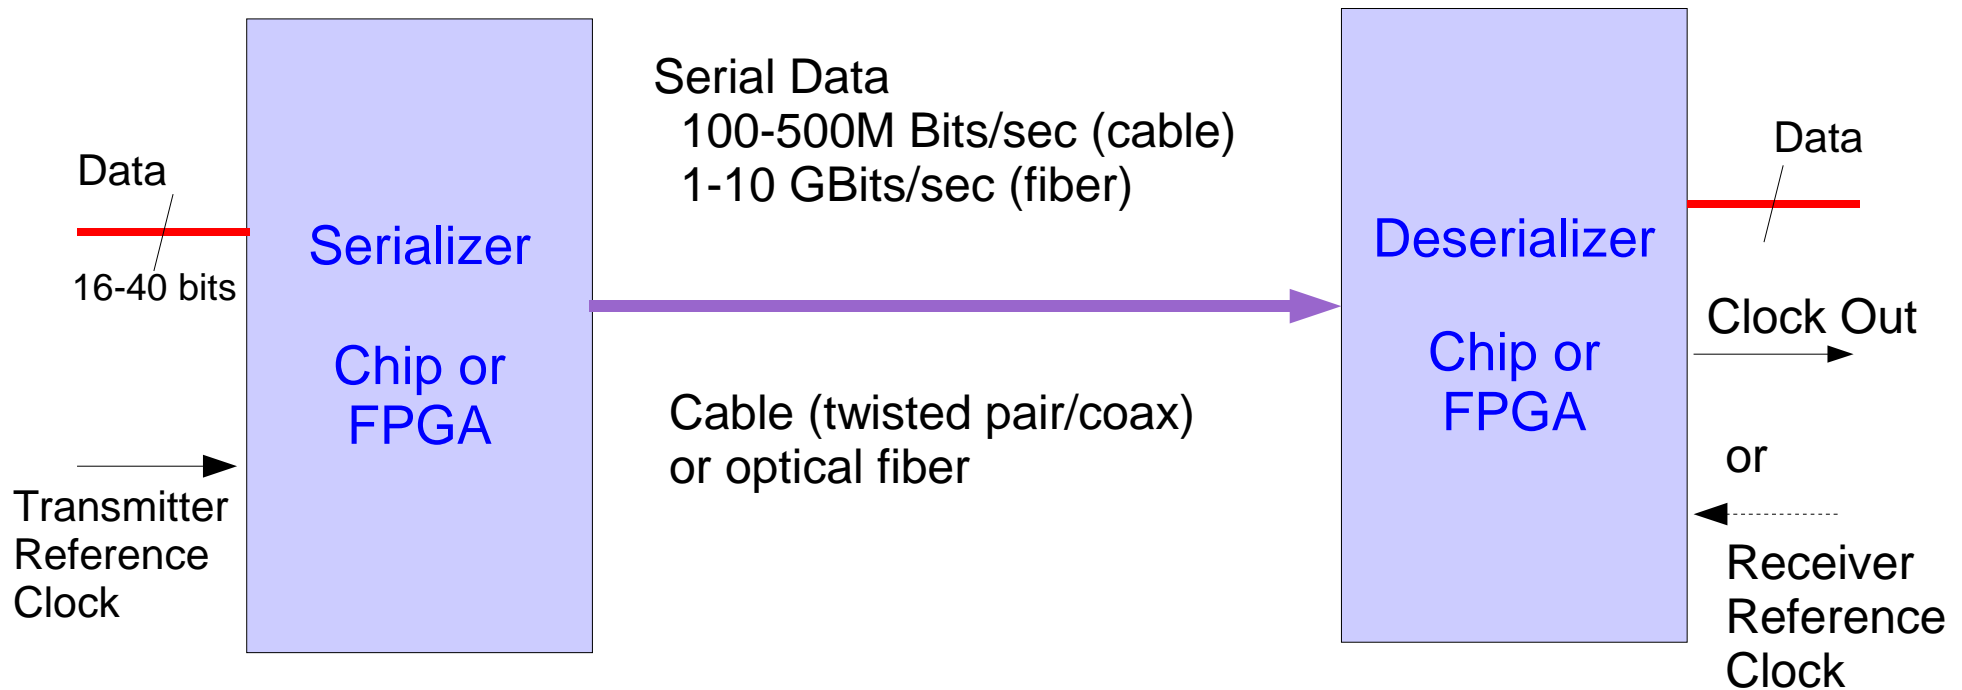 Data
16-40 bits
Transmitter
Reference
Clock
Serializer
Chip or
FPGA
Serial Data
100-500M Bits/sec (cable)
1-10 GBits/sec (fiber)
Cable (twisted pair/coax)
or optical fiber
Deserializer
Chip or
FPGA
Data
Clock Out
or
Receiver
Reference
Clock